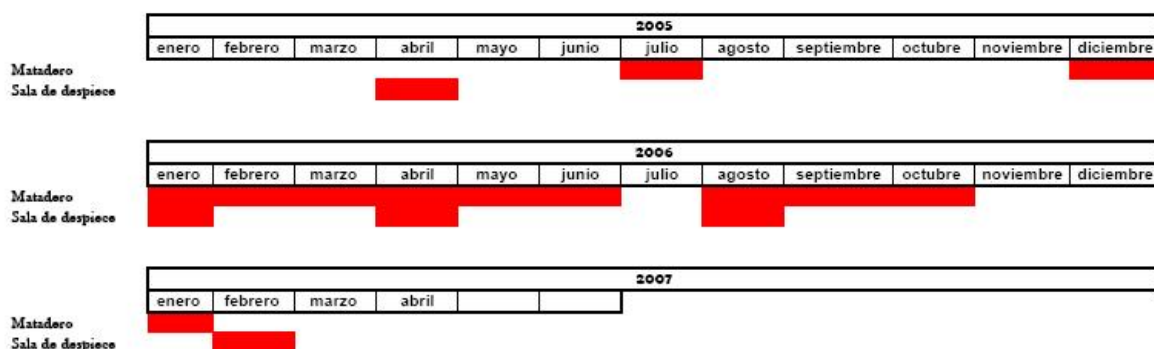 2005
enero febrero marzo abril mayo junio julio agosto septiembre octubre noviembre diciembre
Matadero
Sala de despiece
2006
enero febrero marzo abril mayo junio julio agosto septiembre octubre noviembre diciembre
Matadero
Sala de despiece
2007
enero febrero marzo abril
Matadero
Sala de despiece